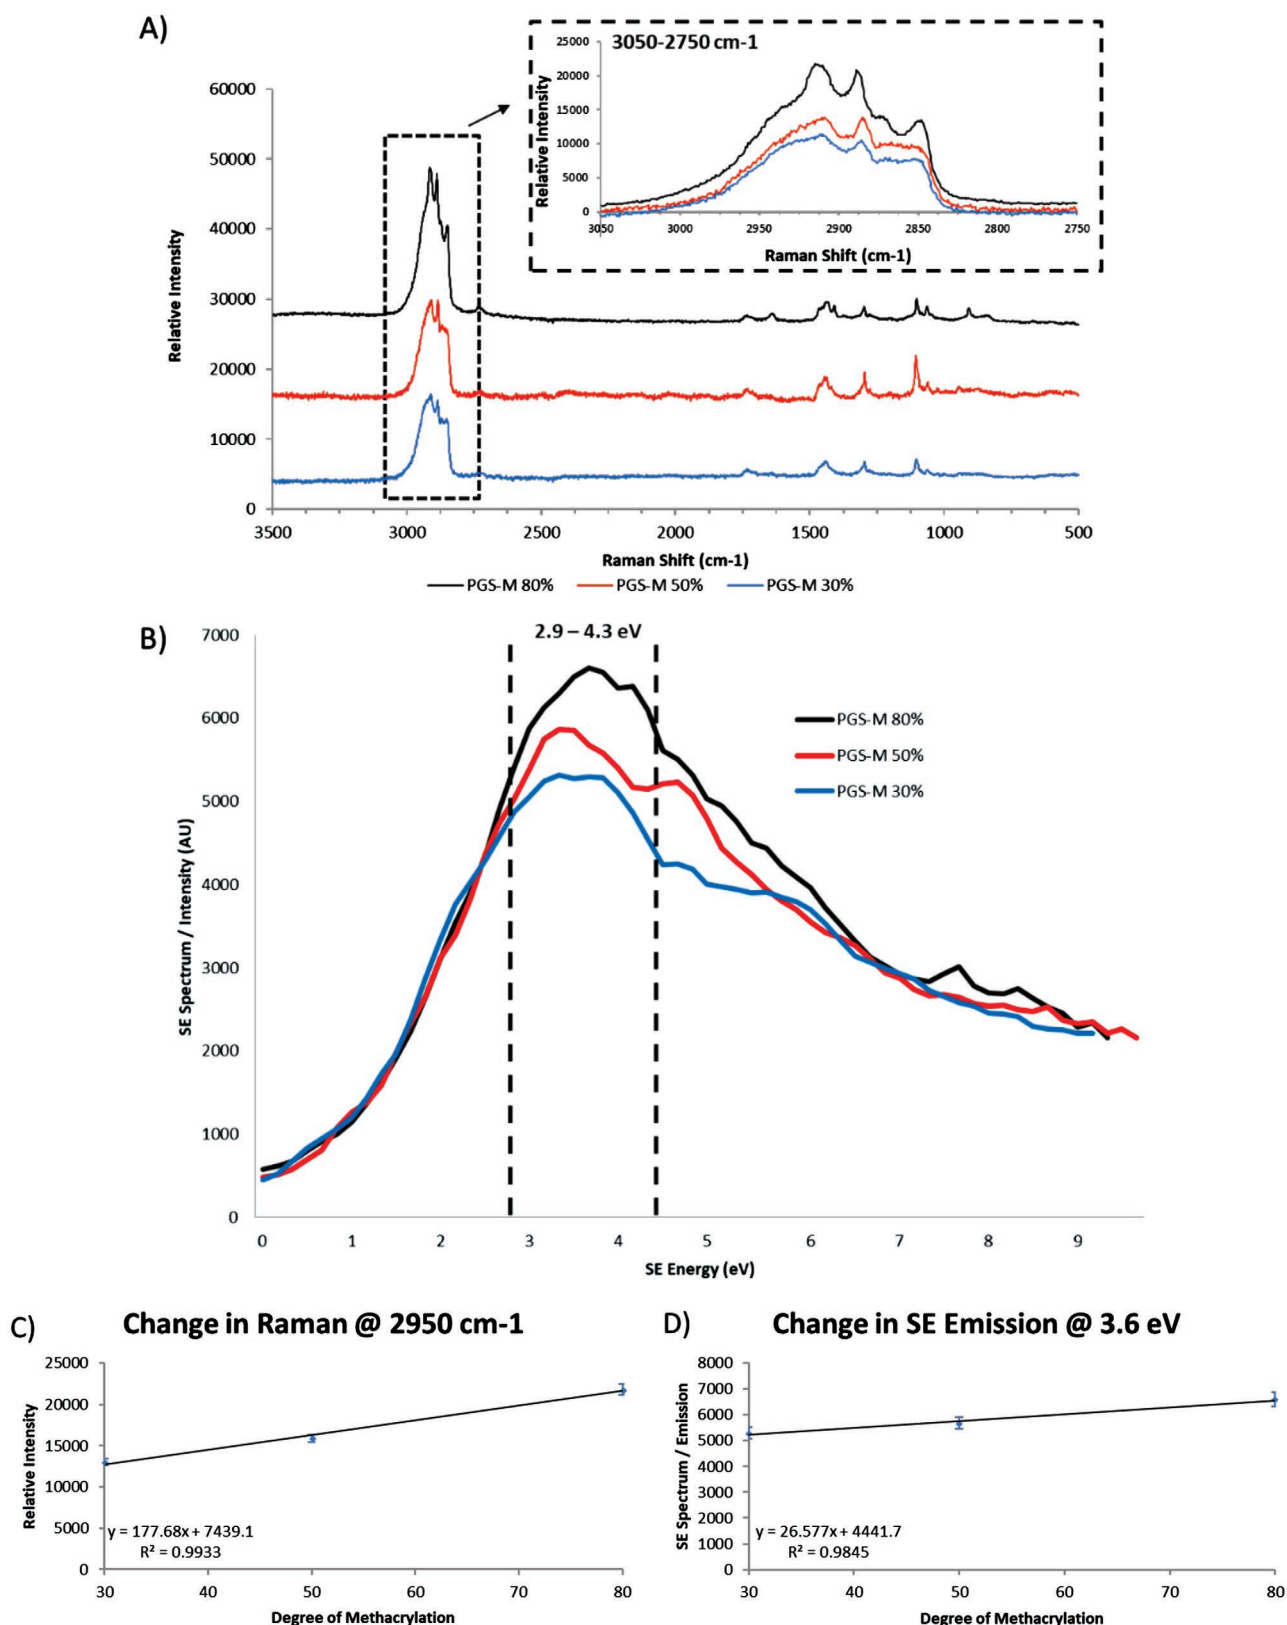 A)
3050-2750 cm-1
25000
20000
15000
10000
5000
0
Relative Intensity
3050 3000 2950 2900 2850 2800 2750
Raman Shift (cm-1)
60000
50000
40000
30000
20000
10000
0
Relative Intensity
3500 3000 2500 2000 1500 1000 500
Raman Shift (cm-1)
PGS-M 80% PGS-M 50% PGS-M 30%
B)
2.9 – 4.3 eV
7000
6000
5000
4000
3000
2000
1000
0
SE Spectrum / Intensity (AU)
PGS-M 80%
PGS-M 50%
PGS-M 30%
0 1 2 3 4 5 6 7 8 9
SE Energy (eV)
C)
Change in Raman @ 2950 cm-1
25000
20000
15000
10000
5000
0
Relative Intensity
y = 177.68x + 7439.1
R² = 0.9933
30 40 50 60 70 80
Degree of Methacrylation
D)
Change in SE Emission @ 3.6 eV
8000
7000
6000
5000
4000
3000
2000
1000
0
SE Spectrum / Emission
y = 26.577x + 4441.7
R² = 0.9845
30 40 50 60 70 80
Degree of Methacrylation